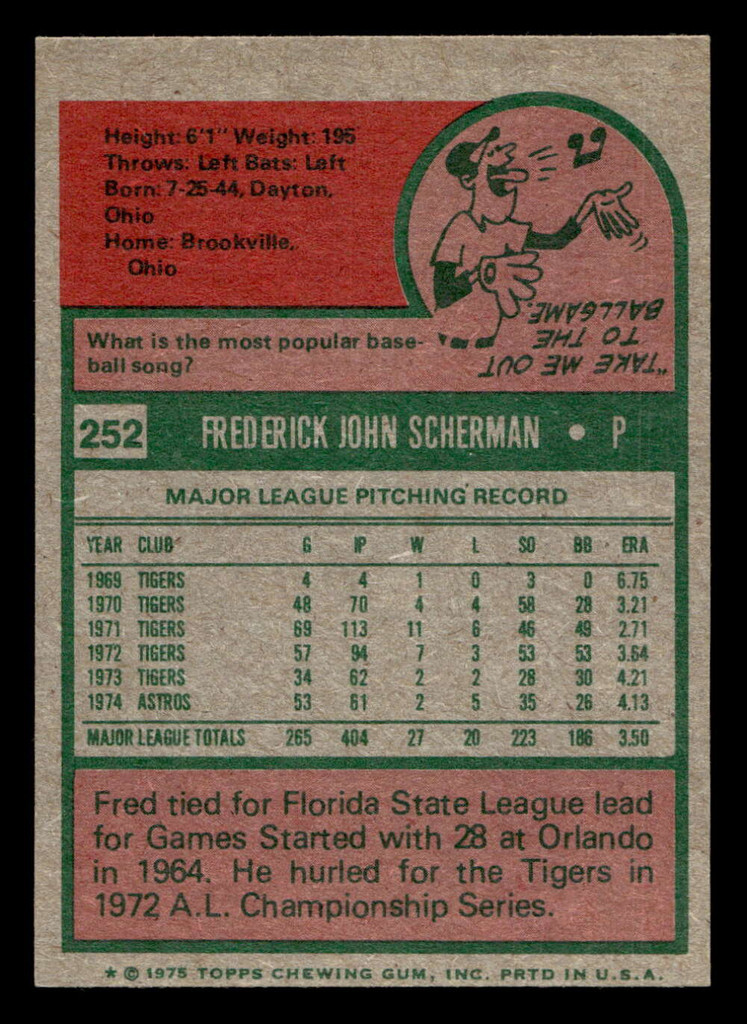 Height: 6'1" Weight: 195
Throws: Left Bats: Left
Born: 7-25-44, Dayton,
Ohio
Home: Brookville,
Ohio
What is the most popular base-
ball song?
"TAKE ME OUT
TO THE
BALLGAME.
252 FREDERICK JOHN SCHERMAN • P
MAJOR LEAGUE PITCHING RECORD
YEAR CLUB G IP W L SO BB ERA
1969 TIGERS 4 4 1 0 3 0 6.75
1970 TIGERS 48 70 4 4 58 28 3.21
1971 TIGERS 69 113 11 6 46 49 2.71
1972 TIGERS 57 94 7 3 53 53 3.64
1973 TIGERS 34 62 2 2 28 30 4.21
1974 ASTROS 53 61 2 5 35 26 4.13
MAJOR LEAGUE TOTALS 265 404 27 20 223 186 3.50
Fred tied for Florida State League lead
for Games Started with 28 at Orlando
in 1964. He hurled for the Tigers in
1972 A.L. Championship Series.
* © 1975 TOPPS CHEWING GUM, INC. PRTD IN U.S.A.